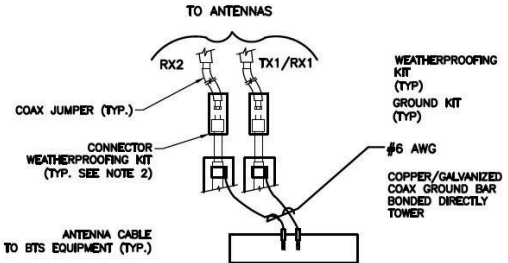 TO ANTENNAS
RX2
TX1/RX1
WEATHERPROOFING
KIT
(TYP)
GROUND KIT
(TYP)
COAX JUMPER (TYP.)
CONNECTOR
WEATHERPROOFING KIT
(TYP. SEE NOTE 2)
#6 AWG
COPPER/GALVANIZED
COAX GROUND BAR
BONDED DIRECTLY
TOWER
ANTENNA CABLE
TO BTS EQUIPMENT (TYP.)